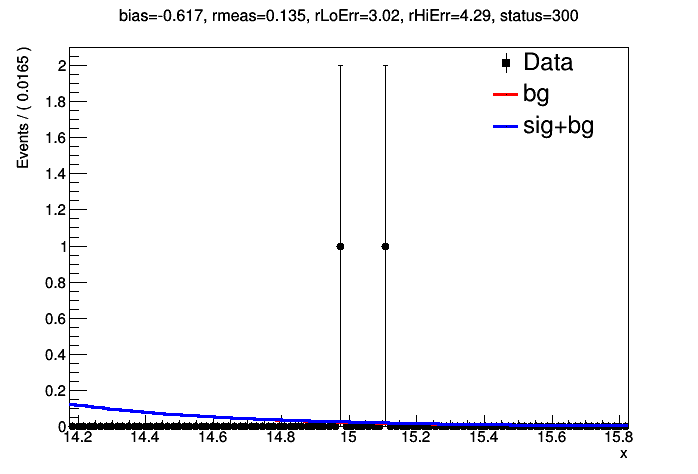 bias=-0.617, rmeas=0.135, rLoErr=3.02, rHiErr=4.29, status=300
Events / ( 0.0165 )
2
1.8
1.6
1.4
1.2
1
0.8
0.6
0.4
0.2
0
Data
bg
sig+bg
14.2 14.4 14.6 14.8 15 15.2 15.4 15.6 15.8
x